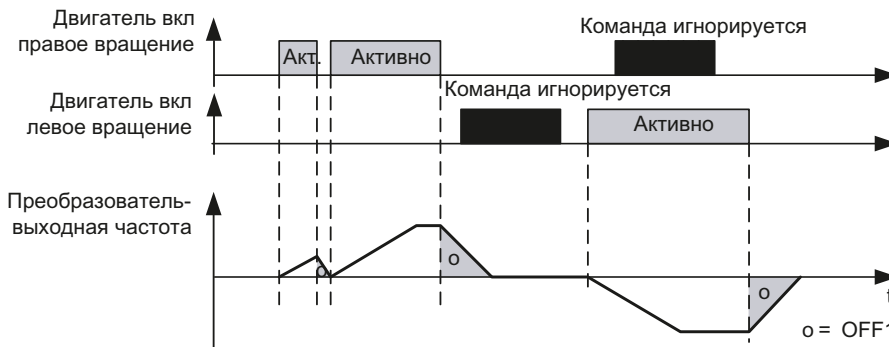 Двигатель вкл
правое вращение
Акт.
Активно
Команда игнорируется
Команда игнорируется
Двигатель вкл
левое вращение
Активно
Преобразователь-
выходная частота
o
o
o
t
o = OFF1